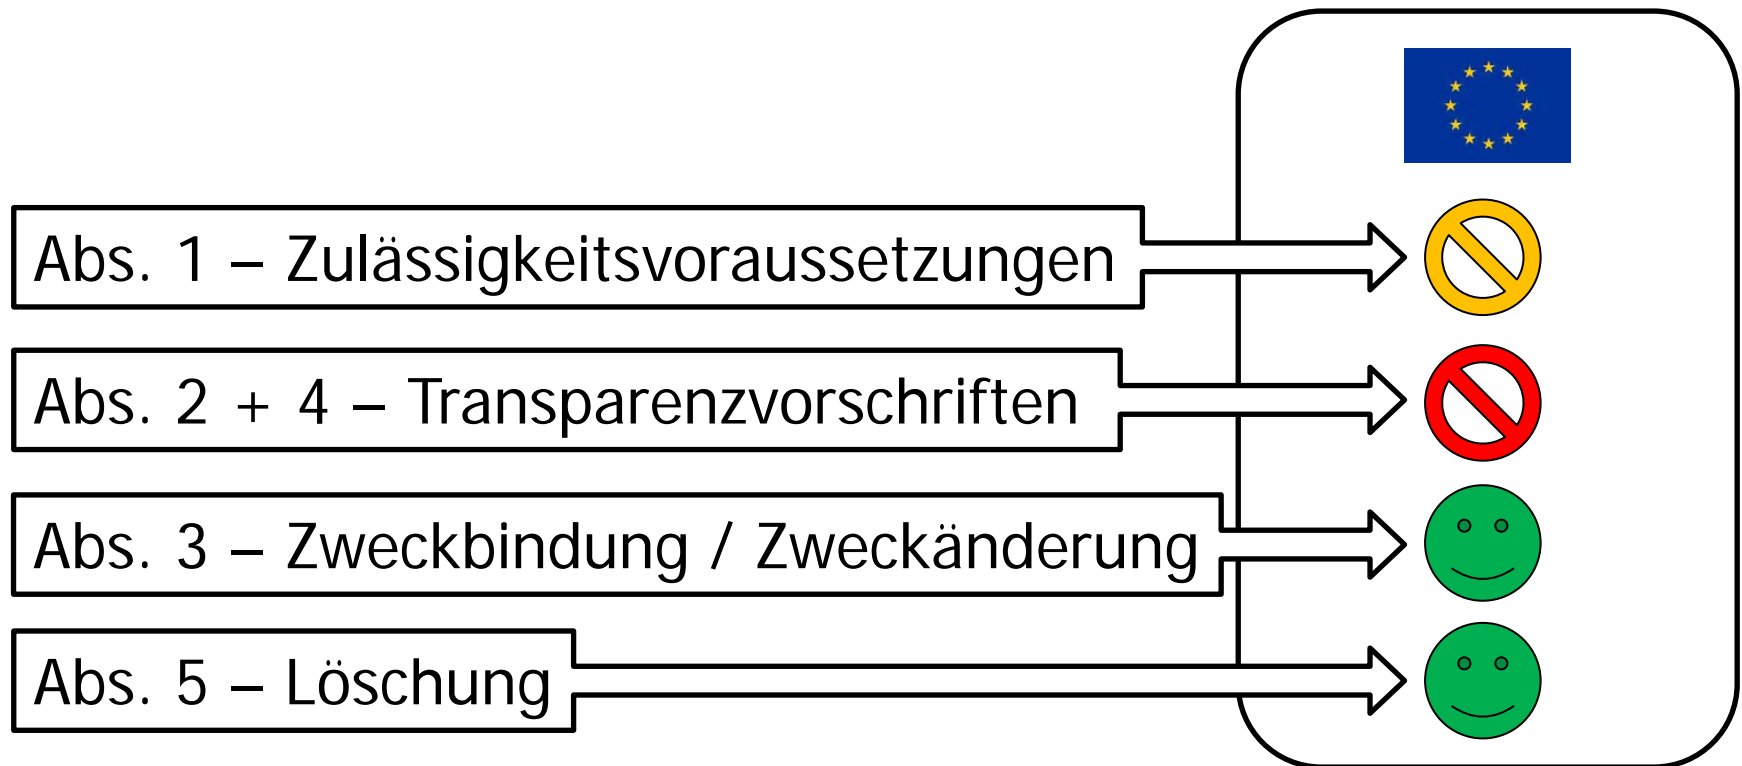 Abs. 1 – Zulässigkeitsvoraussetzungen
Abs. 2 + 4 – Transparenzvorschriften
Abs. 3 – Zweckbindung / Zweckänderung
Abs. 5 – Löschung